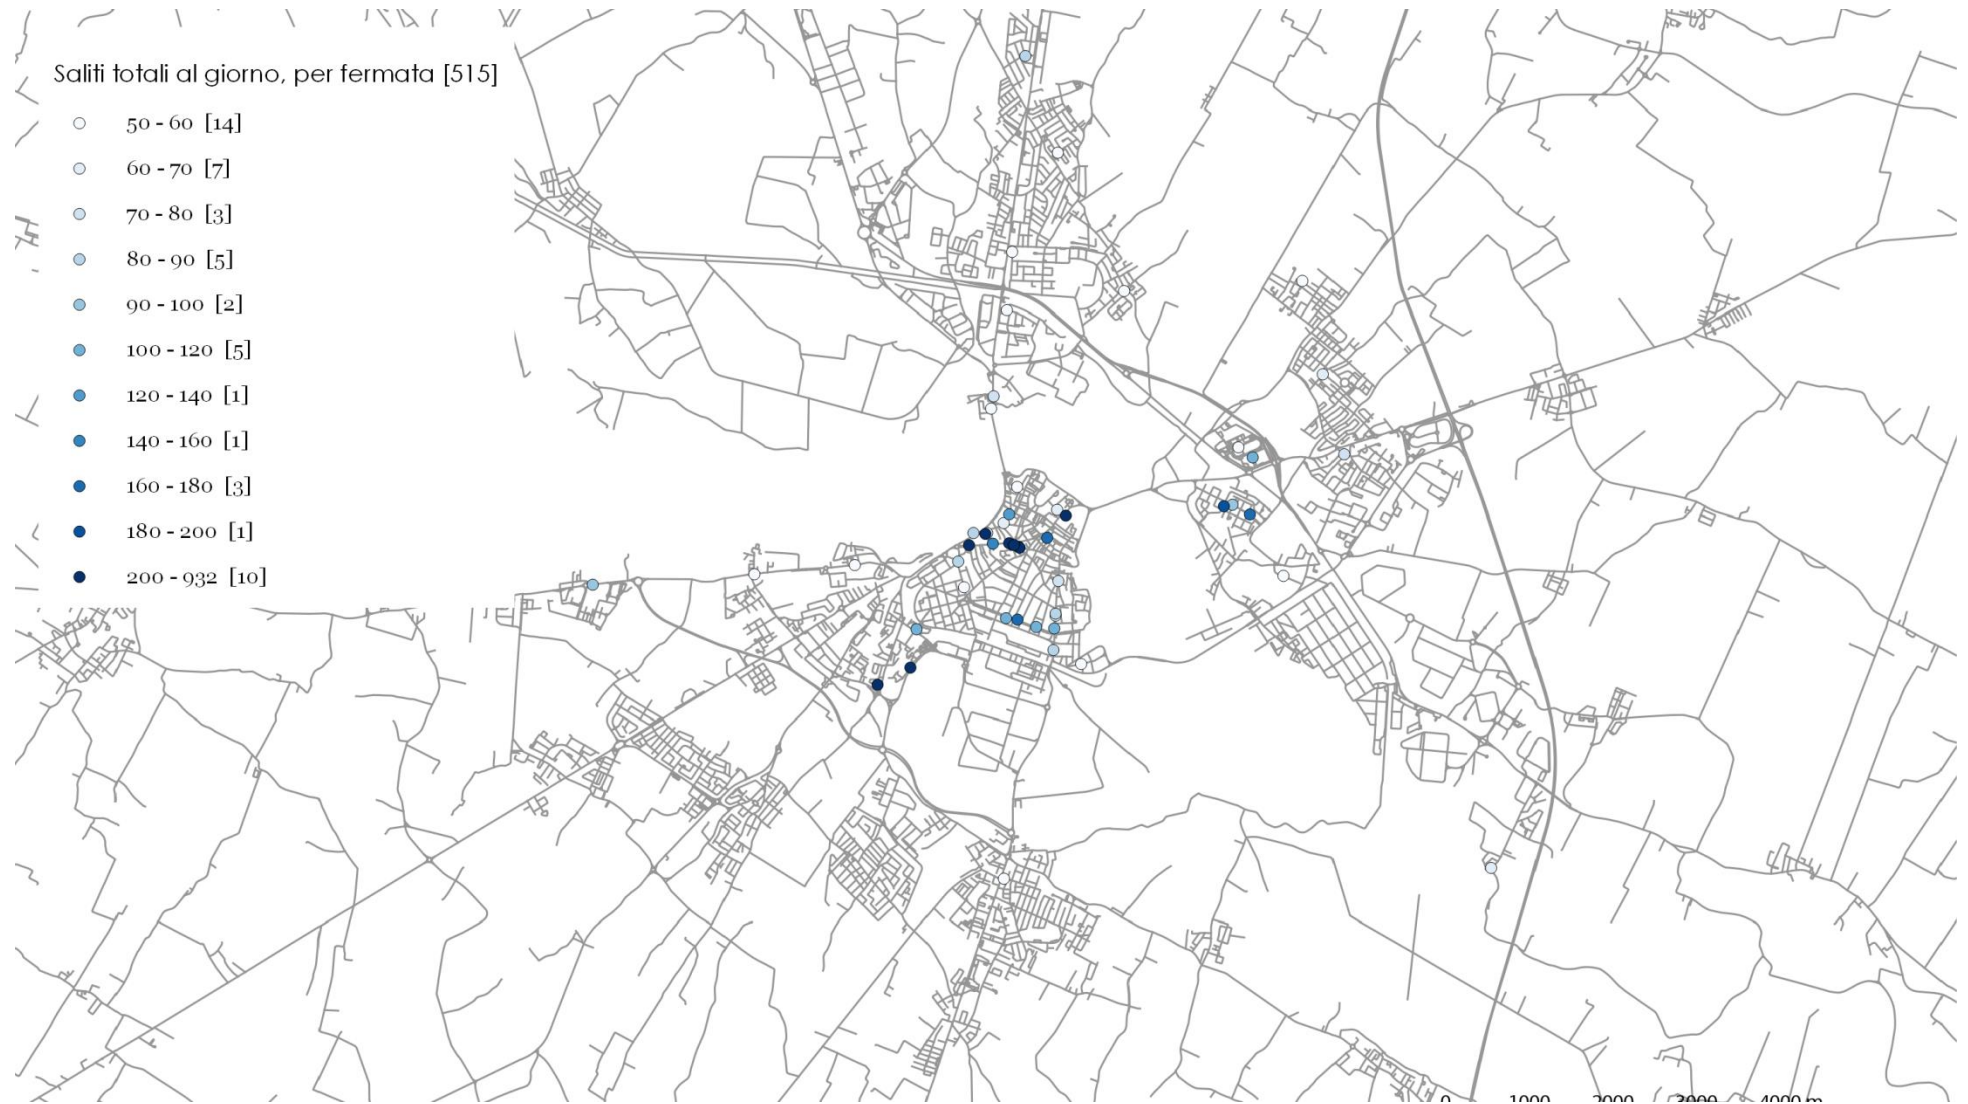 Saliti totali al giorno, per fermata [515]
50 - 60 [14]
60 - 70 [7]
70 - 80 [3]
80 - 90 [5]
90 - 100 [2]
100 - 120 [5]
120 - 140 [1]
140 - 160 [1]
160 - 180 [3]
180 - 200 [1]
200 - 932 [10]
0 1000 2000 3000 4000 m